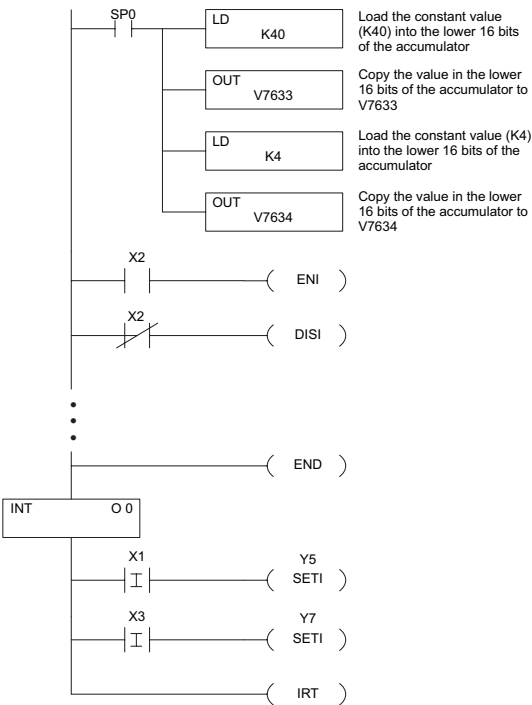 SP0
LD
K40
Load the constant value
(K40) into the lower 16 bits
of the accumulator
OUT
V7633
Copy the value in the lower
16 bits of the accumulator to
V7633
LD
K4
Load the constant value (K4)
into the lower 16 bits of the
accumulator
OUT
V7634
Copy the value in the lower
16 bits of the accumulator to
V7634
X2
ENI
X2
DISI
END
INT O 0
X1
Y5
SETI
X3
Y7
SETI
IRT